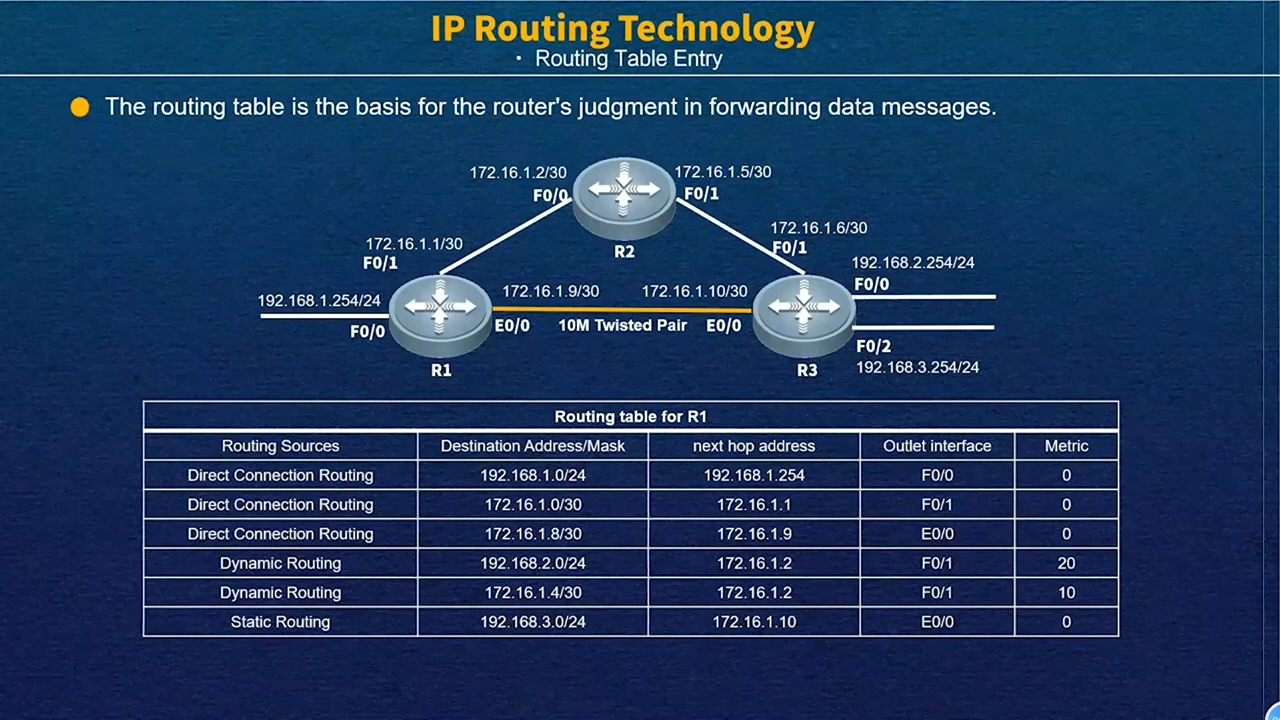 IP Routing Technology
· Routing Table Entry
The routing table is the basis for the router's judgment in forwarding data messages.
172.16.1.2/30
172.16.1.5/30
F0/0
F0/1
R2
172.16.1.1/30
F0/1
172.16.1.6/30
F0/1
192.168.2.254/24
F0/0
192.168.1.254/24
172.16.1.9/30
172.16.1.10/30
F0/0
E0/0
10M Twisted Pair
E0/0
F0/2
192.168.3.254/24
R1
R3
Routing table for R1
Routing Sources Destination Address/Mask next hop address Outlet interface Metric
Direct Connection Routing 192.168.1.0/24 192.168.1.254 F0/0 0
Direct Connection Routing 172.16.1.0/30 172.16.1.1 F0/1 0
Direct Connection Routing 172.16.1.8/30 172.16.1.9 E0/0 0
Dynamic Routing 192.168.2.0/24 172.16.1.2 F0/1 20
Dynamic Routing 172.16.1.4/30 172.16.1.2 F0/1 10
Static Routing 192.168.3.0/24 172.16.1.10 E0/0 0